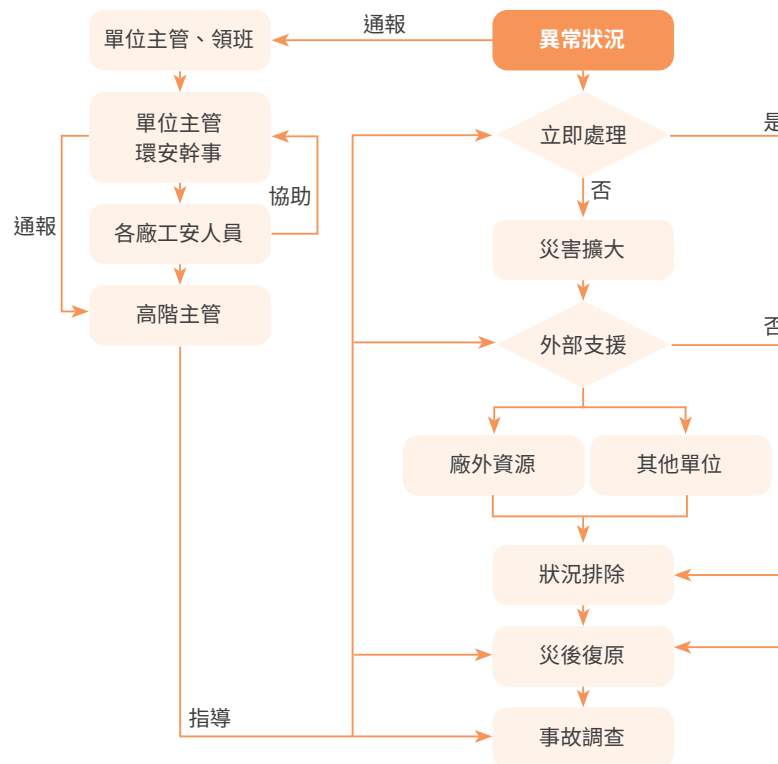 通報
單位主管、領班
異常狀況
單位主管
環安幹事
立即處理
是
否
協助
通報
各廠工安人員
災害擴大
高階主管
外部支援
否
廠外資源
其他單位
狀況排除
災後復原
指導
事故調查